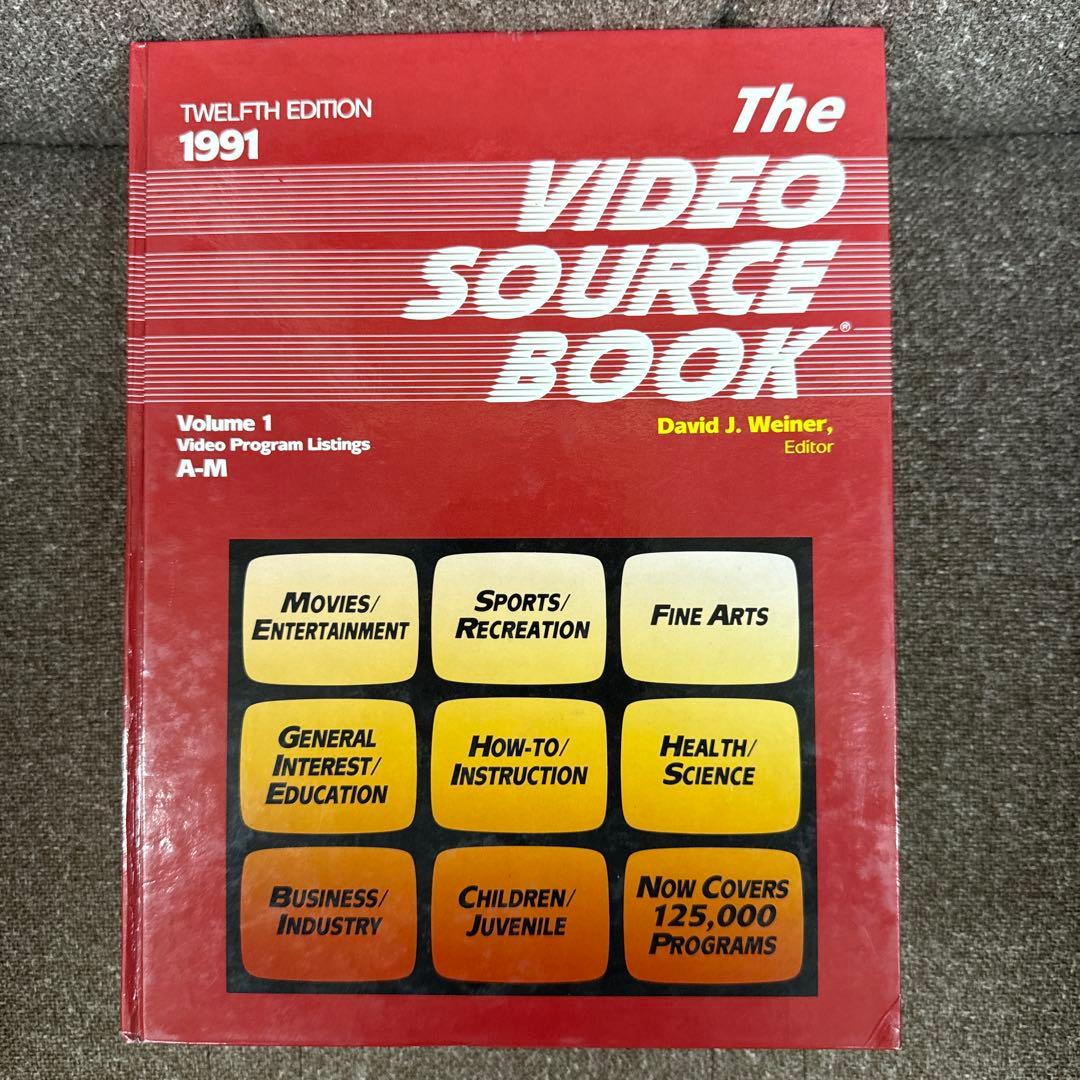 TWELFTH EDITION
1991
The
VIDEO
SOURCE
BOOK®
Volume 1
Video Program Listings
A-M
David J. Weiner,
Editor
MOVIES/
ENTERTAINMENT
SPORTS/
RECREATION
FINE ARTS
GENERAL
INTEREST/
EDUCATION
HOW-TO/
INSTRUCTION
HEALTH/
SCIENCE
BUSINESS/
INDUSTRY
CHILDREN/
JUVENILE
NOW COVERS
125,000
PROGRAMS